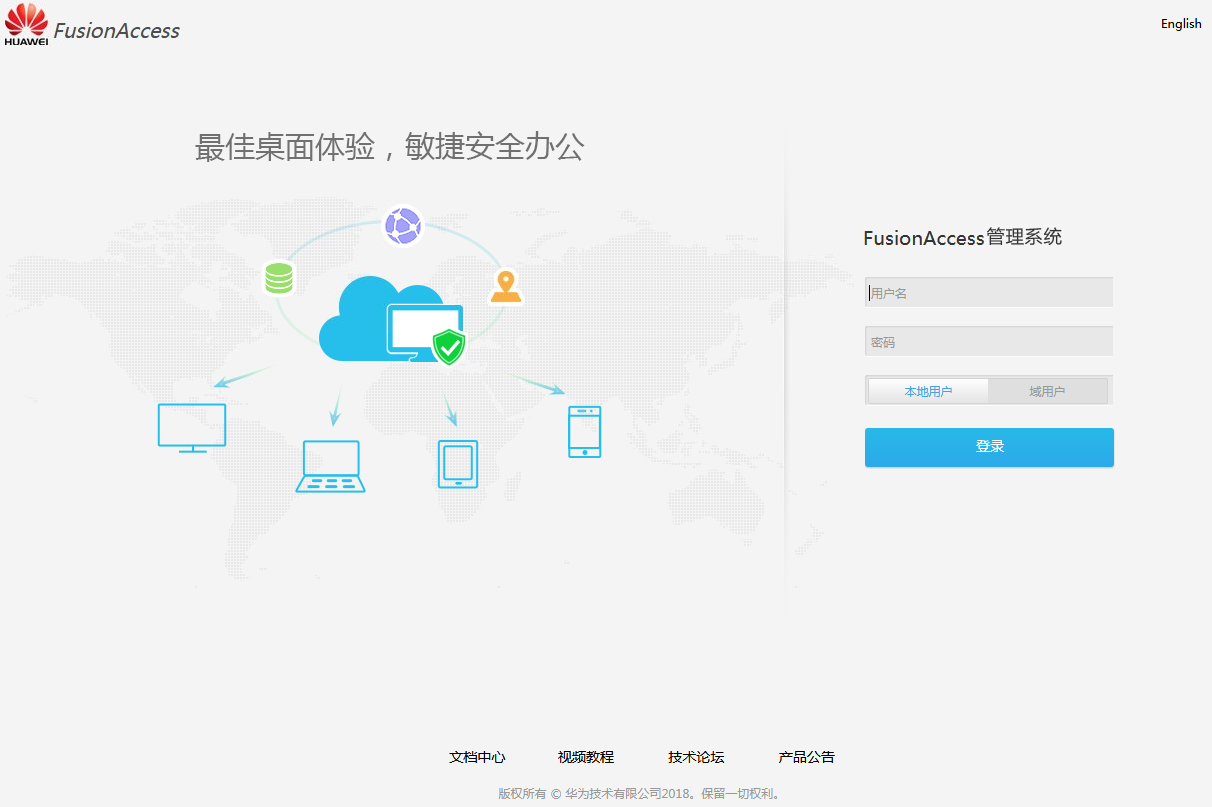 HUAWEI FusionAccess
English
最佳桌面体验，敏捷安全办公
FusionAccess管理系统
用户名
密码
本地用户 域用户
登录
文档中心 视频教程 技术论坛 产品公告
版权所有 © 华为技术有限公司2018。保留一切权利。